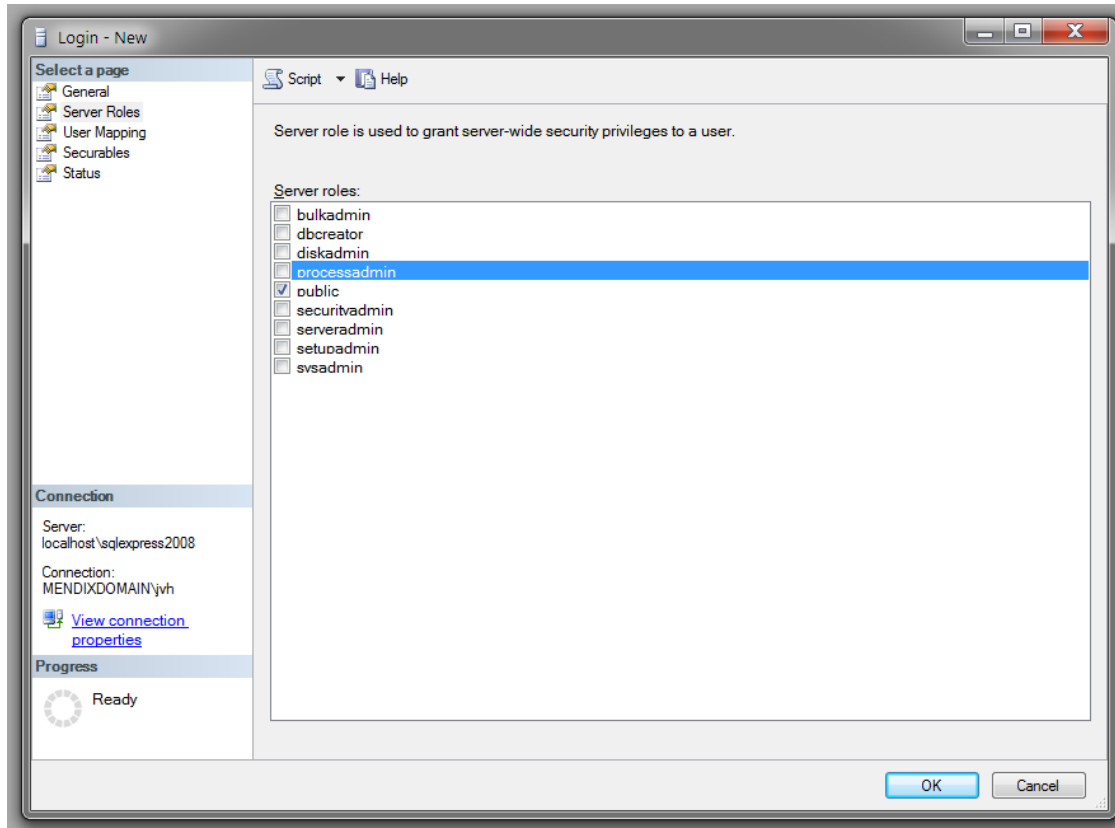 Login - New
Select a page
General
Server Roles
User Mapping
Securables
Status
Script
Help
Server role is used to grant server-wide security privileges to a user.
Server roles:
bulkadmin
dbcreator
diskadmin
processadmin
public
securityadmin
serveradmin
setupadmin
sysadmin
Connection
Server:
localhost\sqlexpress2008
Connection:
MENDIXDOMAIN\jvh
View connection
properties
Progress
Ready
OK
Cancel